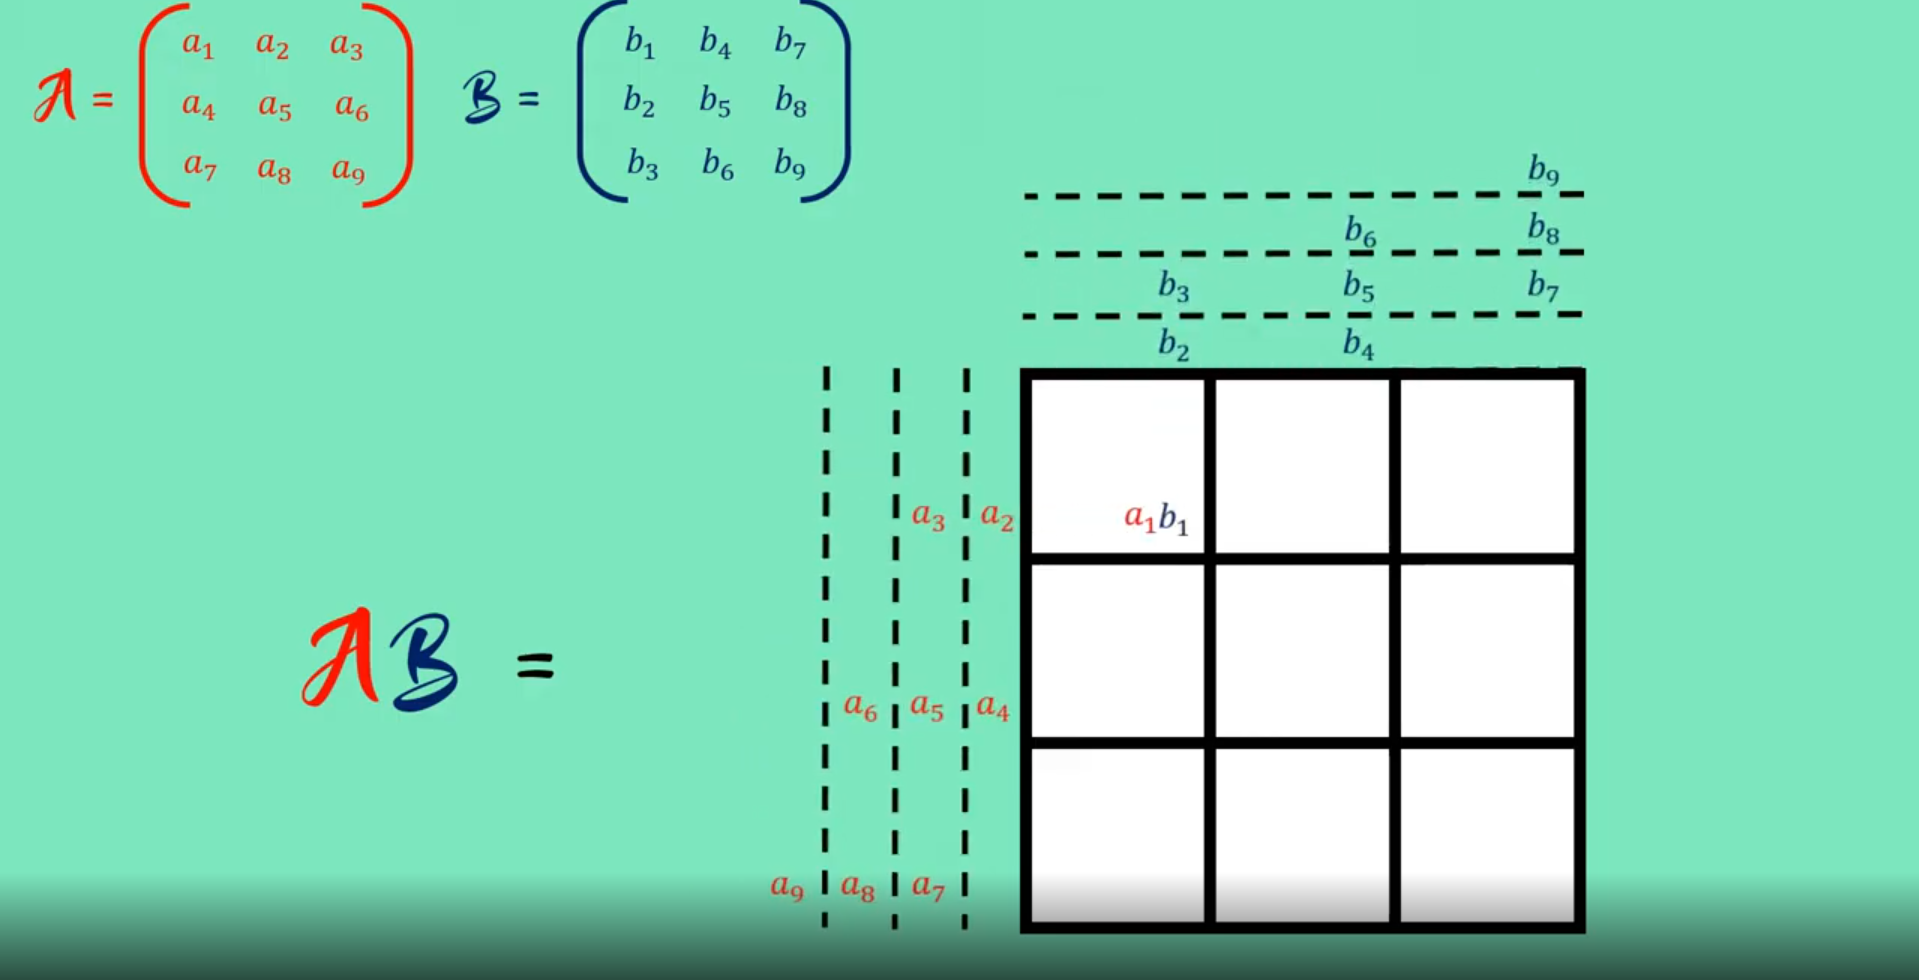 A = a₁ a₂ a₃ B = b₁ b₄ b₇
a₄ a₅ a₆ b₂ b₅ b₈
a₇ a₈ a₉ b₃ b₆ b₉
b₉
b₆ b₈
b₃ b₅ b₇
b₂ b₄
a₃ a₂ a₁b₁
AB =
a₆ a₅ a₄
a₉ a₈ a₇